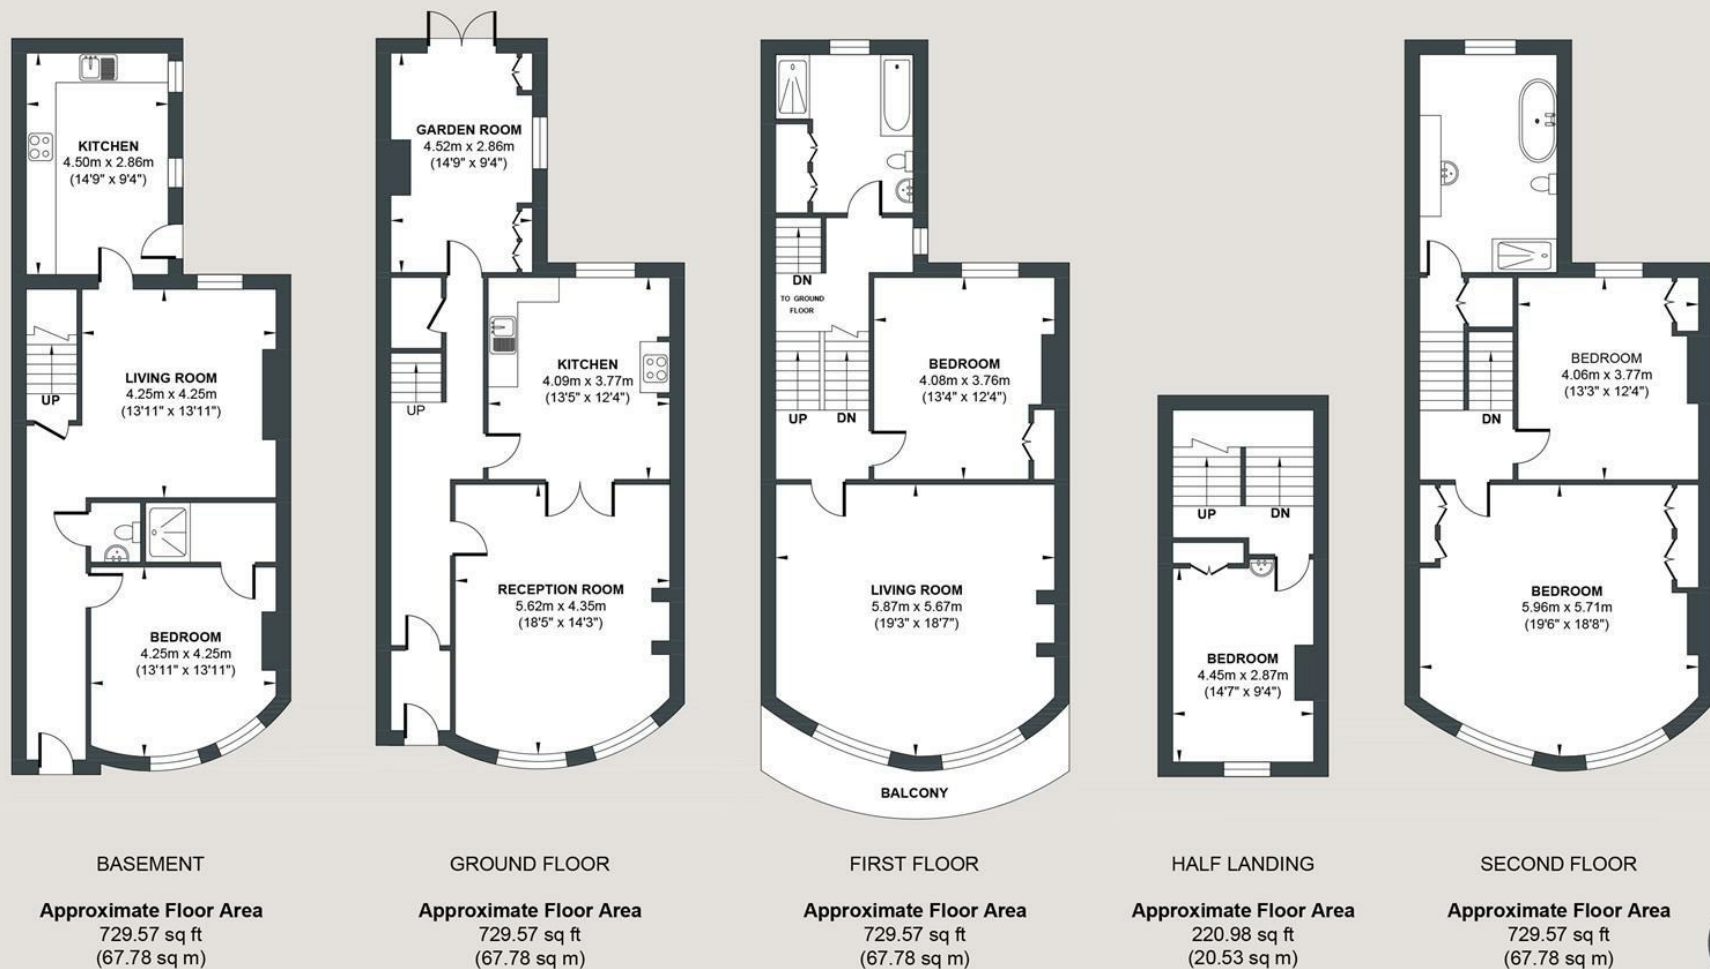 KITCHEN
4.50m x 2.86m
(14'9" x 9'4")
LIVING ROOM
4.25m x 4.25m
(13'11" x 13'11")
UP
BEDROOM
4.25m x 4.25m
(13'11" x 13'11")
BASEMENT
Approximate Floor Area
729.57 sq ft
(67.78 sq m)
GARDEN ROOM
4.52m x 2.86m
(14'9" x 9'4")
KITCHEN
4.09m x 3.77m
(13'5" x 12'4")
UP
RECEPTION ROOM
5.62m x 4.35m
(18'5" x 14'3")
GROUND FLOOR
Approximate Floor Area
729.57 sq ft
(67.78 sq m)
DN
TO GROUND
FLOOR
BEDROOM
4.08m x 3.76m
(13'4" x 12'4")
UP
DN
LIVING ROOM
5.87m x 5.67m
(19'3" x 18'7")
BALCONY
FIRST FLOOR
Approximate Floor Area
729.57 sq ft
(67.78 sq m)
UP
DN
BEDROOM
4.45m x 2.87m
(14'7" x 9'4")
HALF LANDING
Approximate Floor Area
220.98 sq ft
(20.53 sq m)
BEDROOM
4.06m x 3.77m
(13'3" x 12'4")
DN
BEDROOM
5.96m x 5.71m
(19'6" x 18'8")
SECOND FLOOR
Approximate Floor Area
729.57 sq ft
(67.78 sq m)